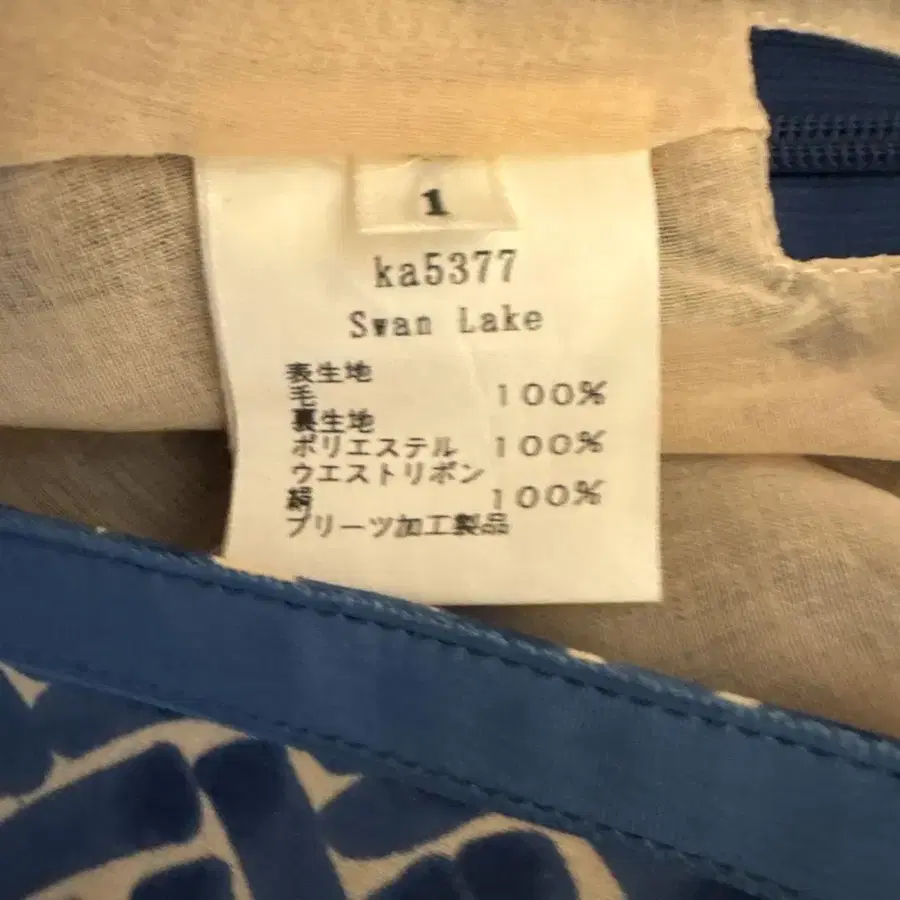 1
ka5377
Swan Lake
表生地
毛 100%
裏生地
ポリエステル 100%
ウエストリボン
絹 100%
プリーツ加工製品